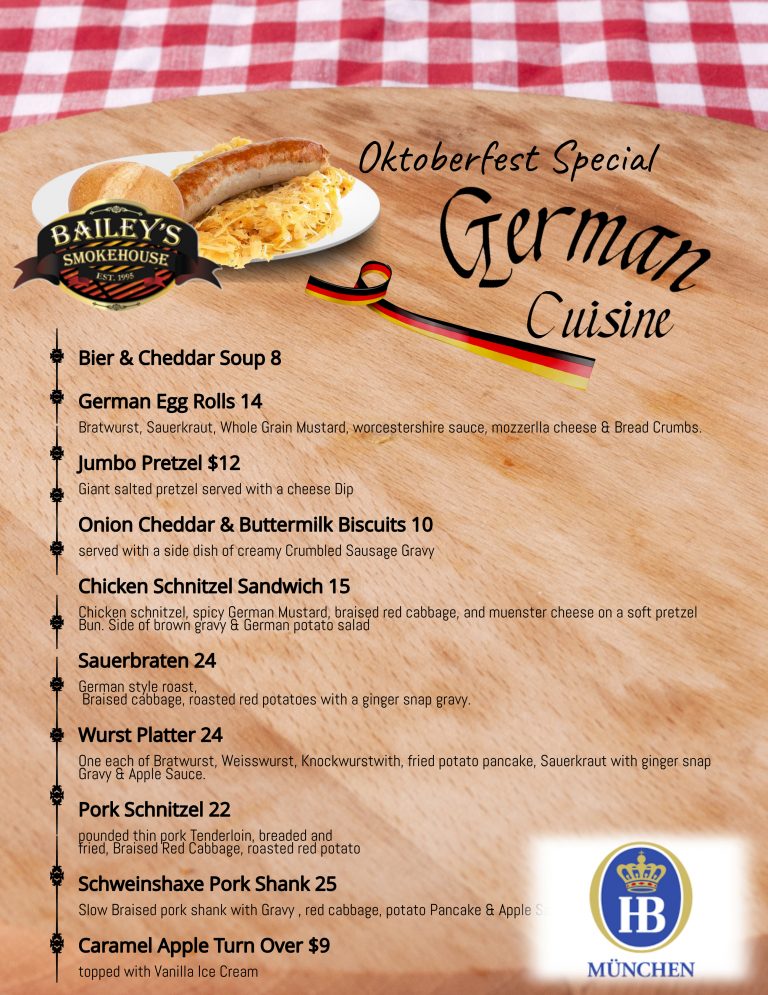 Oktoberfest Special
German
Cuisine
BAILEY'S
SMOKEHOUSE
EST. 1995
Bier & Cheddar Soup 8
German Egg Rolls 14
Bratwurst, Sauerkraut, Whole Grain Mustard, worcestershire sauce, mozzerlla cheese & Bread Crumbs.
Jumbo Pretzel $12
Giant salted pretzel served with a cheese Dip
Onion Cheddar & Buttermilk Biscuits 10
served with a side dish of creamy Crumbled Sausage Gravy
Chicken Schnitzel Sandwich 15
Chicken schnitzel, spicy German Mustard, braised red cabbage, and muenster cheese on a soft pretzel
Bun. Side of brown gravy & German potato salad
Sauerbraten 24
German style roast,
Braised cabbage, roasted red potatoes with a ginger snap gravy.
Wurst Platter 24
One each of Bratwurst, Weisswurst, Knockwurstwith, fried potato pancake, Sauerkraut with ginger snap
Gravy & Apple Sauce.
Pork Schnitzel 22
pounded thin pork Tenderloin, breaded and
fried, Braised Red Cabbage, roasted red potato
Schweinshaxe Pork Shank 25
Slow Braised pork shank with Gravy , red cabbage, potato Pancake & Apple
Caramel Apple Turn Over $9
topped with Vanilla Ice Cream
HB
MÜNCHEN